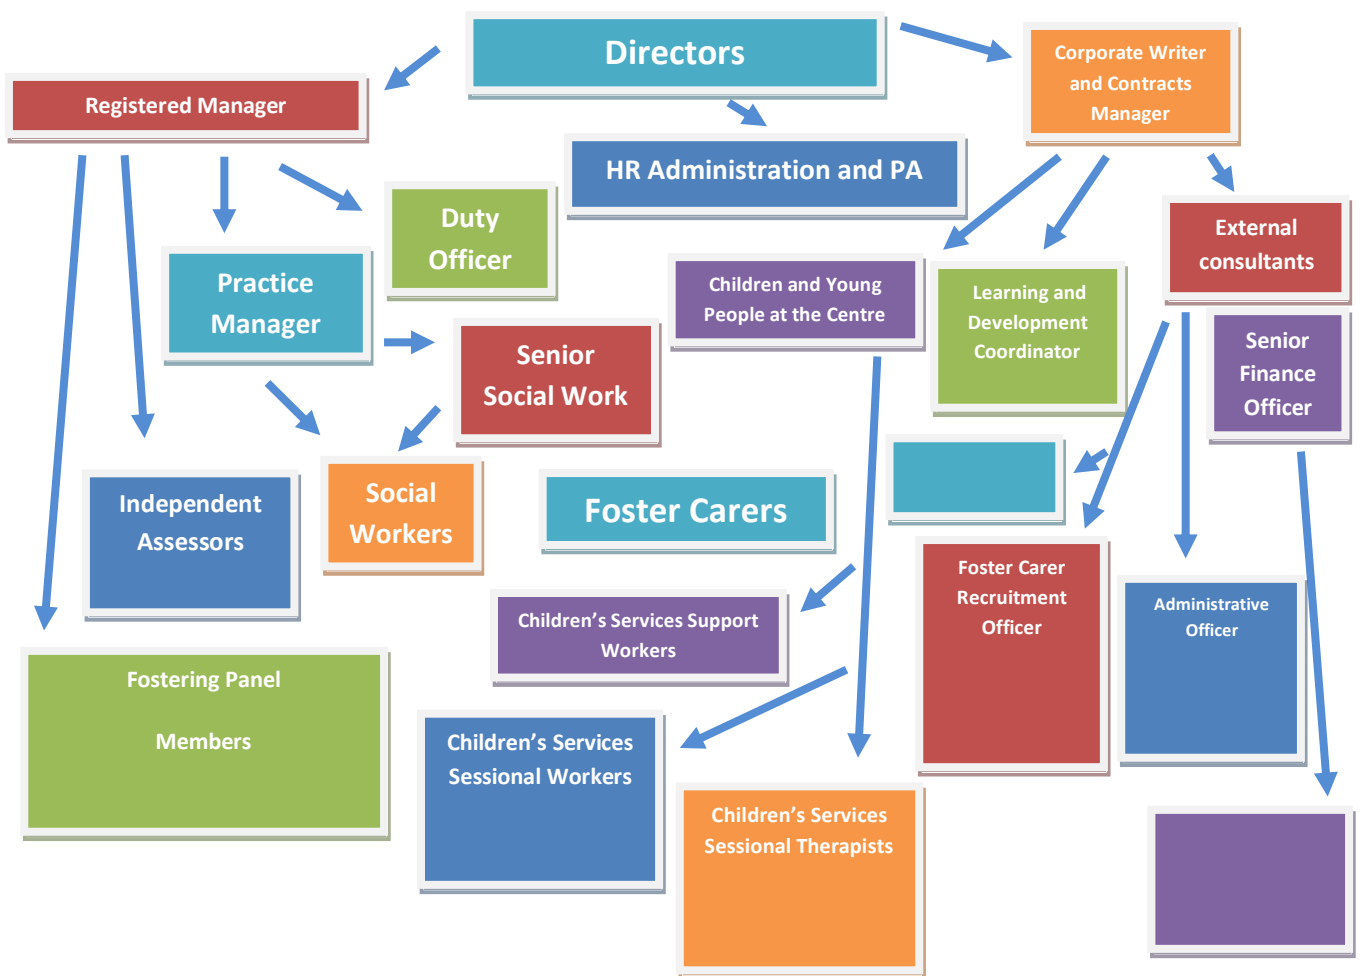 Directors
Corporate Writer
and Contracts
Manager
Registered Manager
HR Administration and PA
Duty
Officer
External
consultants
Practice
Manager
Children and Young
People at the Centre
Learning and
Development
Coordinator
Senior
Finance
Officer
Senior
Social Work
Independent
Assessors
Social
Workers
Foster Carers
Foster Carer
Recruitment
Officer
Administrative
Officer
Children’s Services Support
Workers
Fostering Panel
Members
Children’s Services
Sessional Workers
Children’s Services
Sessional Therapists